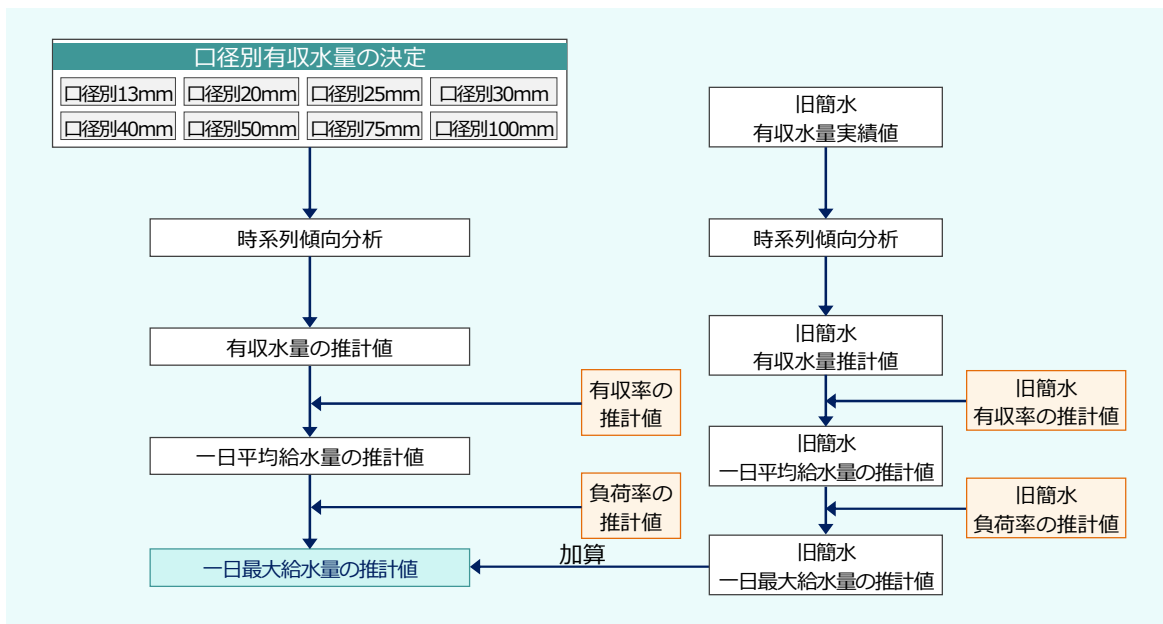 口径別有収水量の決定
口径別13mm
口径別20mm
口径別25mm
口径別30mm
口径別40mm
口径別50mm
口径別75mm
口径別100mm
時系列傾向分析
有収水量の推計値
有収率の
推計値
一日平均給水量の推計値
負荷率の
推計値
一日最大給水量の推計値
加算
旧簡水
有収水量実績値
時系列傾向分析
旧簡水
有収水量推計値
旧簡水
有収率の推計値
旧簡水
一日平均給水量の推計値
旧簡水
負荷率の推計値
旧簡水
一日最大給水量の推計値